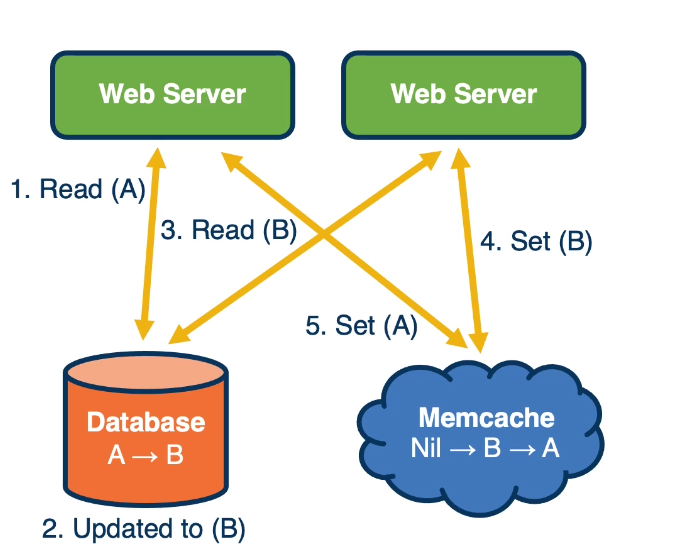 Web Server
Web Server
1. Read (A)
3. Read (B)
4. Set (B)
5. Set (A)
Database
A → B
Memcache
Nil → B → A
2. Updated to (B)